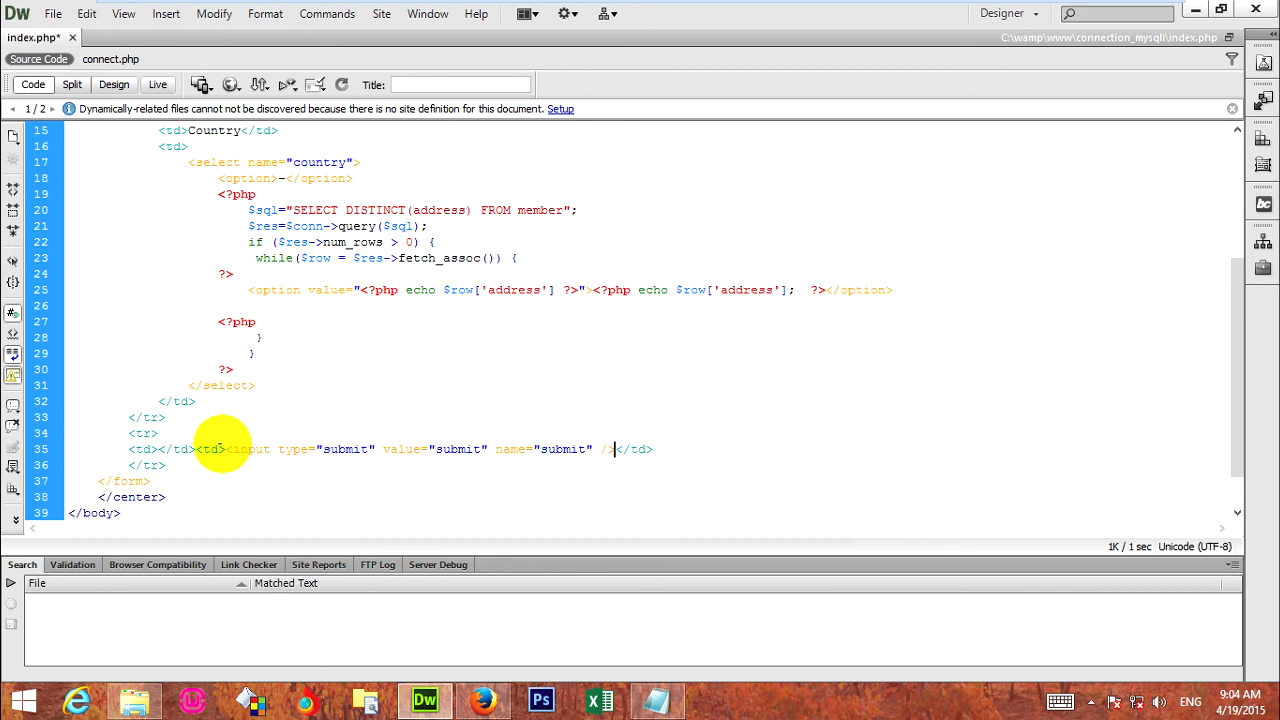 Dw File Edit View Insert Modify Format Commands Site Window Help Designer
index.php* C:\wamp\www\connection_mysqli\index.php
Source Code connect.php
Code Split Design Live Title:
1 / 2 Dynamically-related files cannot not be discovered because there is no site definition for this document. Setup
15 <td>Country</td>
16 <td>
17 <select name="country">
18 <option>-</option>
19 <?php
20 $sql="SELECT DISTINCT(address) FROM member";
21 $res=$conn->query($sql);
22 if ($res->num_rows > 0) {
23 while($row = $res->fetch_assoc()) {
24 ?>
25 <option value="<?php echo $row['address'] ?>"><?php echo $row['address'];  ?></option>
26
27 <?php
28 }
29 }
30 ?>
31 </select>
32 </td>
33 </tr>
34 <tr>
35 <td></td><td><input type="submit" value="submit" name="submit" /></td>
36 </tr>
37 </form>
38 </center>
39 </body>
1K / 1 sec Unicode (UTF-8)
Search Validation Browser Compatibility Link Checker Site Reports FTP Log Server Debug
File Matched Text
bc
Dw Ps
ENG
9:04 AM
4/19/2015